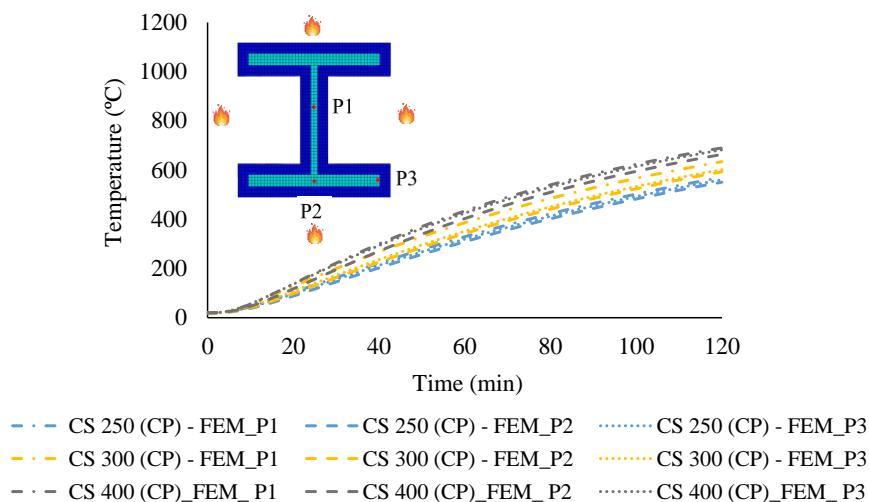 1200
1000
800
600
400
200
0
Temperature (ºC)
P1
P3
P2
0 20 40 60 80 100 120
Time (min)
CS 250 (CP) - FEM_P1 CS 250 (CP) - FEM_P2 CS 250 (CP) - FEM_P3
CS 300 (CP) - FEM_P1 CS 300 (CP) - FEM_P2 CS 300 (CP) - FEM_P3
CS 400 (CP)_FEM_ P1 CS 400 (CP)_FEM_ P2 CS 400 (CP)_FEM_ P3